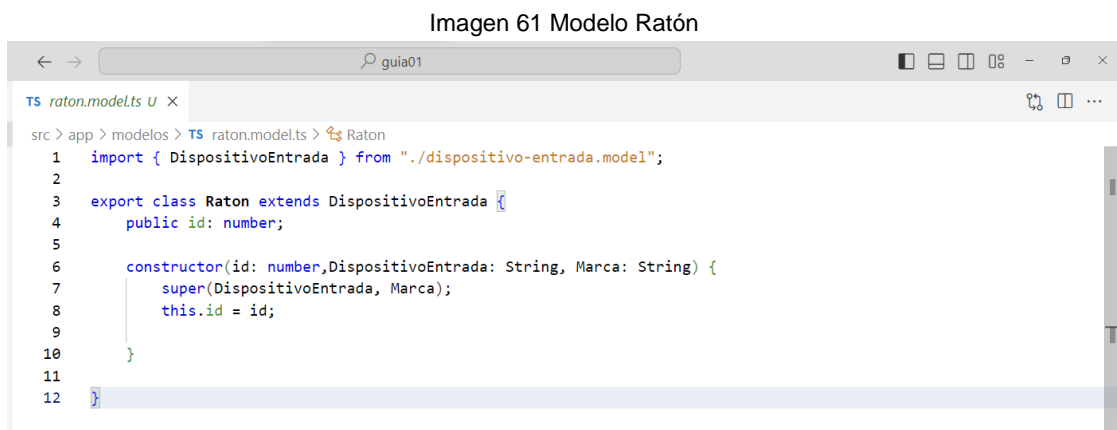 Imagen 61 Modelo Ratón
guia01
TS raton.model.ts U
src > app > modelos > TS raton.model.ts > Raton
1 import { DispositivoEntrada } from "./dispositivo-entrada.model";
2
3 export class Raton extends DispositivoEntrada {
4 public id: number;
5
6 constructor(id: number,DispositivoEntrada: String, Marca: String) {
7 super(DispositivoEntrada, Marca);
8 this.id = id;
9
10 }
11
12 }